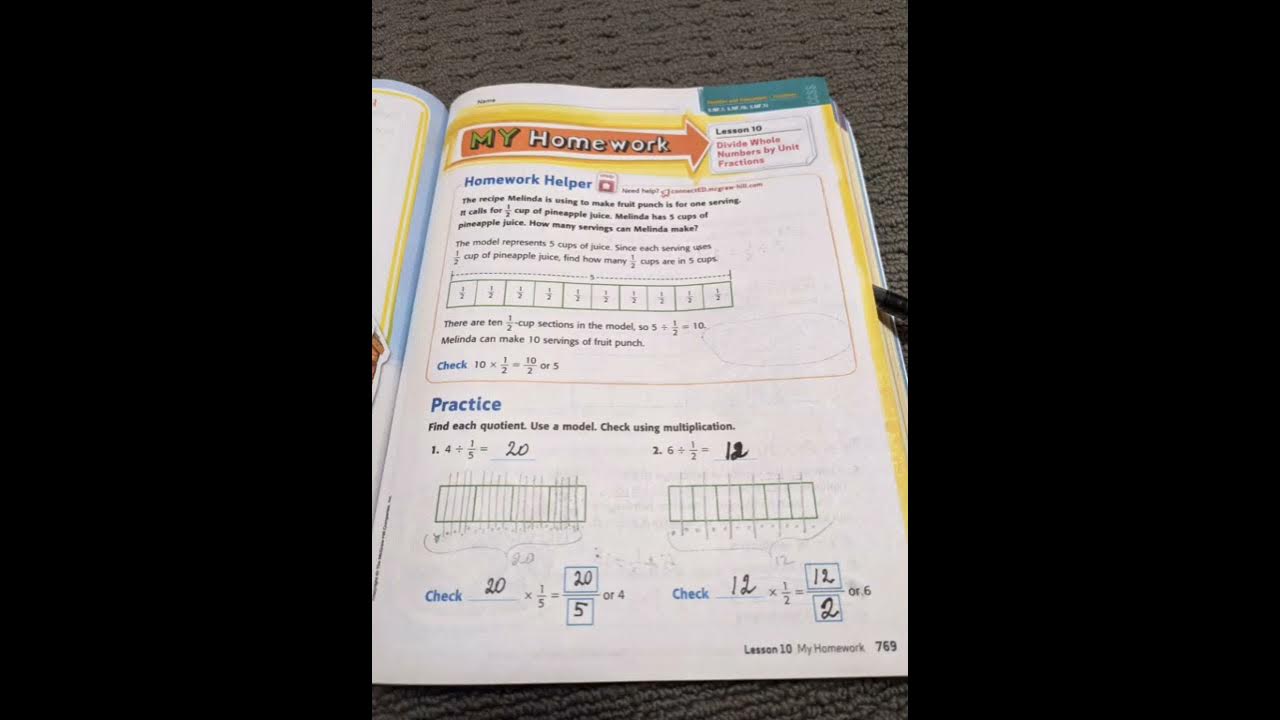 Name
MY Homework
Lesson 10
Divide Whole
Numbers by Unit
Fractions
Homework Helper
Need help? connectED.mcgraw-hill.com
The recipe Melinda is using to make fruit punch is for one serving.
It calls for 1/2 cup of pineapple juice. Melinda has 5 cups of
pineapple juice. How many servings can Melinda make?
The model represents 5 cups of juice. Since each serving uses
1/2 cup of pineapple juice, find how many 1/2 cups are in 5 cups.
5
1/2 1/2 1/2 1/2 1/2 1/2 1/2 1/2 1/2 1/2
There are ten 1/2-cup sections in the model, so 5 ÷ 1/2 = 10.
Melinda can make 10 servings of fruit punch.
Check 10 × 1/2 = 10/2 or 5
Practice
Find each quotient. Use a model. Check using multiplication.
1. 4 ÷ 1/5 = 20
2. 6 ÷ 1/2 = 12
20
12
Check 20 × 1/5 = 20/5 or 4
Check 12 × 1/2 = 12/2 or 6
Lesson 10 My Homework 769